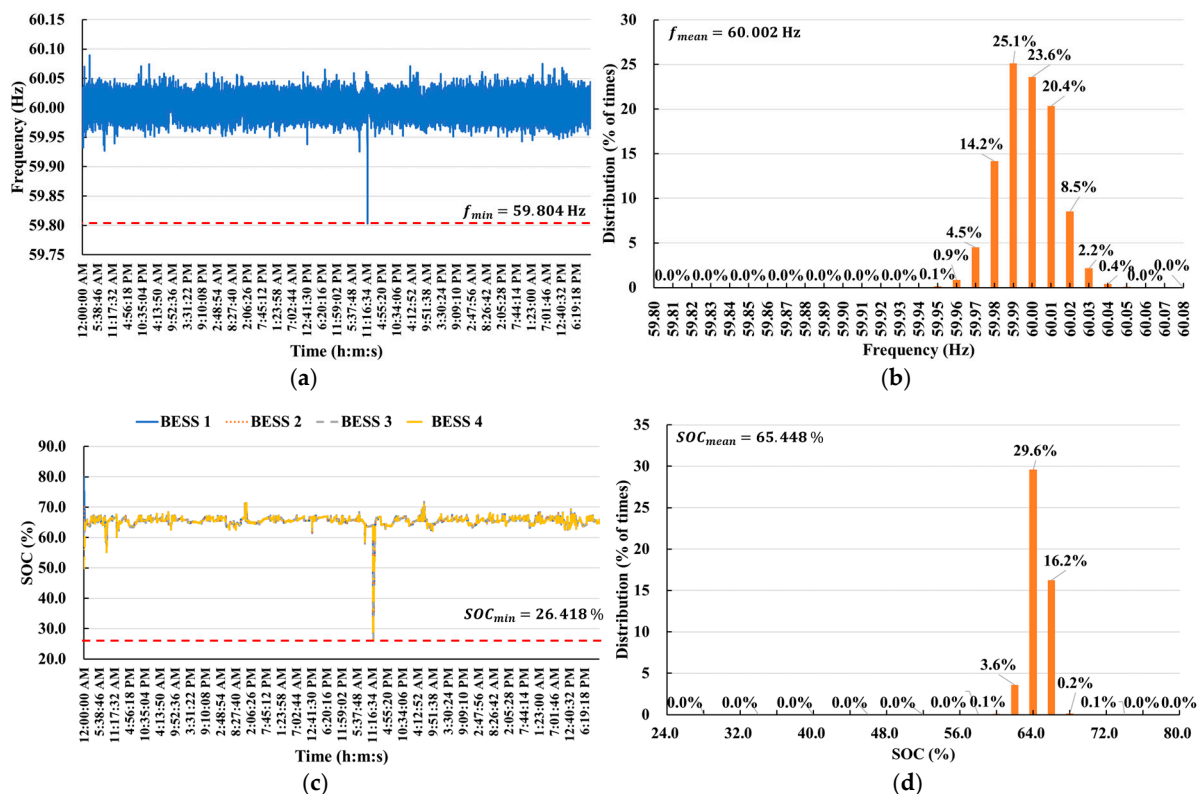 60.15
60.10
60.05
60.00
59.95
59.90
59.85
59.80
59.75
Frequency (Hz)
f_min = 59.804 Hz
12:00:00 AM
5:38:46 AM
11:17:32 AM
4:56:18 PM
10:35:04 PM
4:13:50 AM
9:52:36 AM
3:31:22 PM
9:10:08 PM
2:48:54 AM
8:27:40 AM
2:06:26 PM
7:45:12 PM
1:23:58 AM
7:02:44 AM
12:41:30 PM
6:20:16 PM
11:59:02 PM
5:37:48 AM
11:16:34 AM
4:55:20 PM
10:34:06 PM
4:12:52 AM
9:51:38 AM
3:30:24 PM
9:09:10 PM
2:47:56 AM
8:26:42 AM
2:05:28 PM
7:44:14 PM
1:23:00 AM
7:01:46 AM
12:40:32 PM
6:19:18 PM
Time (h:m:s)
(a)
30
25
20
15
10
5
0
Distribution (% of times)
f_mean = 60.002 Hz
0.0% 0.0% 0.0% 0.0% 0.0% 0.0% 0.0%
0.1%
0.9%
4.5%
14.2%
25.1%
23.6%
20.4%
8.5%
2.2%
0.4%
0.0%
0.0%
59.80
59.81
59.82
59.83
59.84
59.85
59.86
59.87
59.88
59.89
59.90
59.91
59.92
59.93
59.94
59.95
59.96
59.97
59.98
59.99
60.00
60.01
60.02
60.03
60.04
60.06
60.07
60.08
Frequency (Hz)
(b)
BESS 1 BESS 2 BESS 3 BESS 4
90.0
80.0
70.0
60.0
50.0
40.0
30.0
20.0
SOC (%)
SOC_min = 26.418 %
12:00:00 AM
5:38:46 AM
11:17:32 AM
4:56:18 PM
10:35:04 PM
4:13:50 AM
9:52:36 AM
3:31:22 PM
9:10:08 PM
2:48:54 AM
8:27:40 AM
2:06:26 PM
7:45:12 PM
1:23:58 AM
7:02:44 AM
12:41:30 PM
6:20:16 PM
11:59:02 PM
5:37:48 AM
11:16:34 AM
4:55:20 PM
10:34:06 PM
4:12:52 AM
9:51:38 AM
3:30:24 PM
9:09:10 PM
2:47:56 AM
8:26:42 AM
2:05:28 PM
7:44:14 PM
1:23:00 AM
7:01:46 AM
12:40:32 PM
6:19:18 PM
Time (h:m:s)
(c)
35
30
25
20
15
10
5
0
Distribution (% of times)
SOC_mean = 65.448 %
0.0% 0.0% 0.0% 0.0% 0.0% 0.0%
0.1%
3.6%
29.6%
16.2%
0.2%
0.1%
0.0%
0.0%
24.0 32.0 40.0 48.0 56.0 64.0 72.0 80.0
SOC (%)
(d)